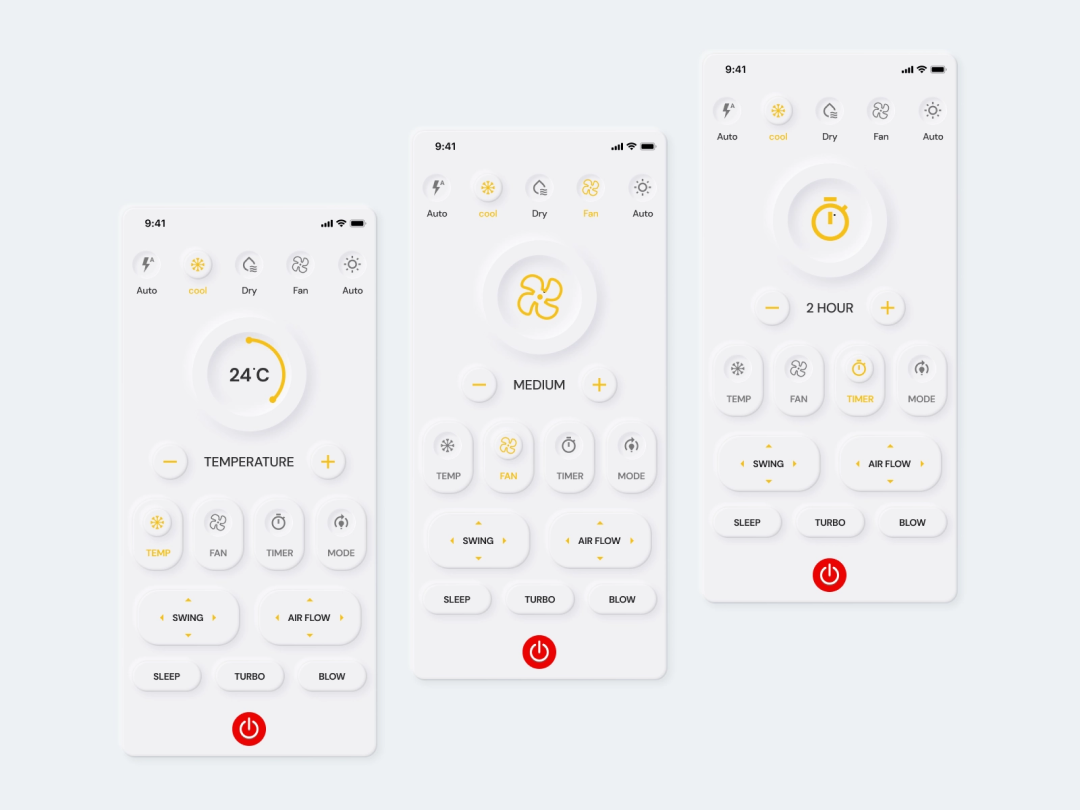 9:41
Auto cool Dry Fan Auto
24°C
TEMPERATURE
TEMP FAN TIMER MODE
SWING AIR FLOW
SLEEP TURBO BLOW
9:41
Auto cool Dry Fan Auto
MEDIUM
TEMP FAN TIMER MODE
SWING AIR FLOW
SLEEP TURBO BLOW
9:41
Auto cool Dry Fan Auto
2 HOUR
TEMP FAN TIMER MODE
SWING AIR FLOW
SLEEP TURBO BLOW